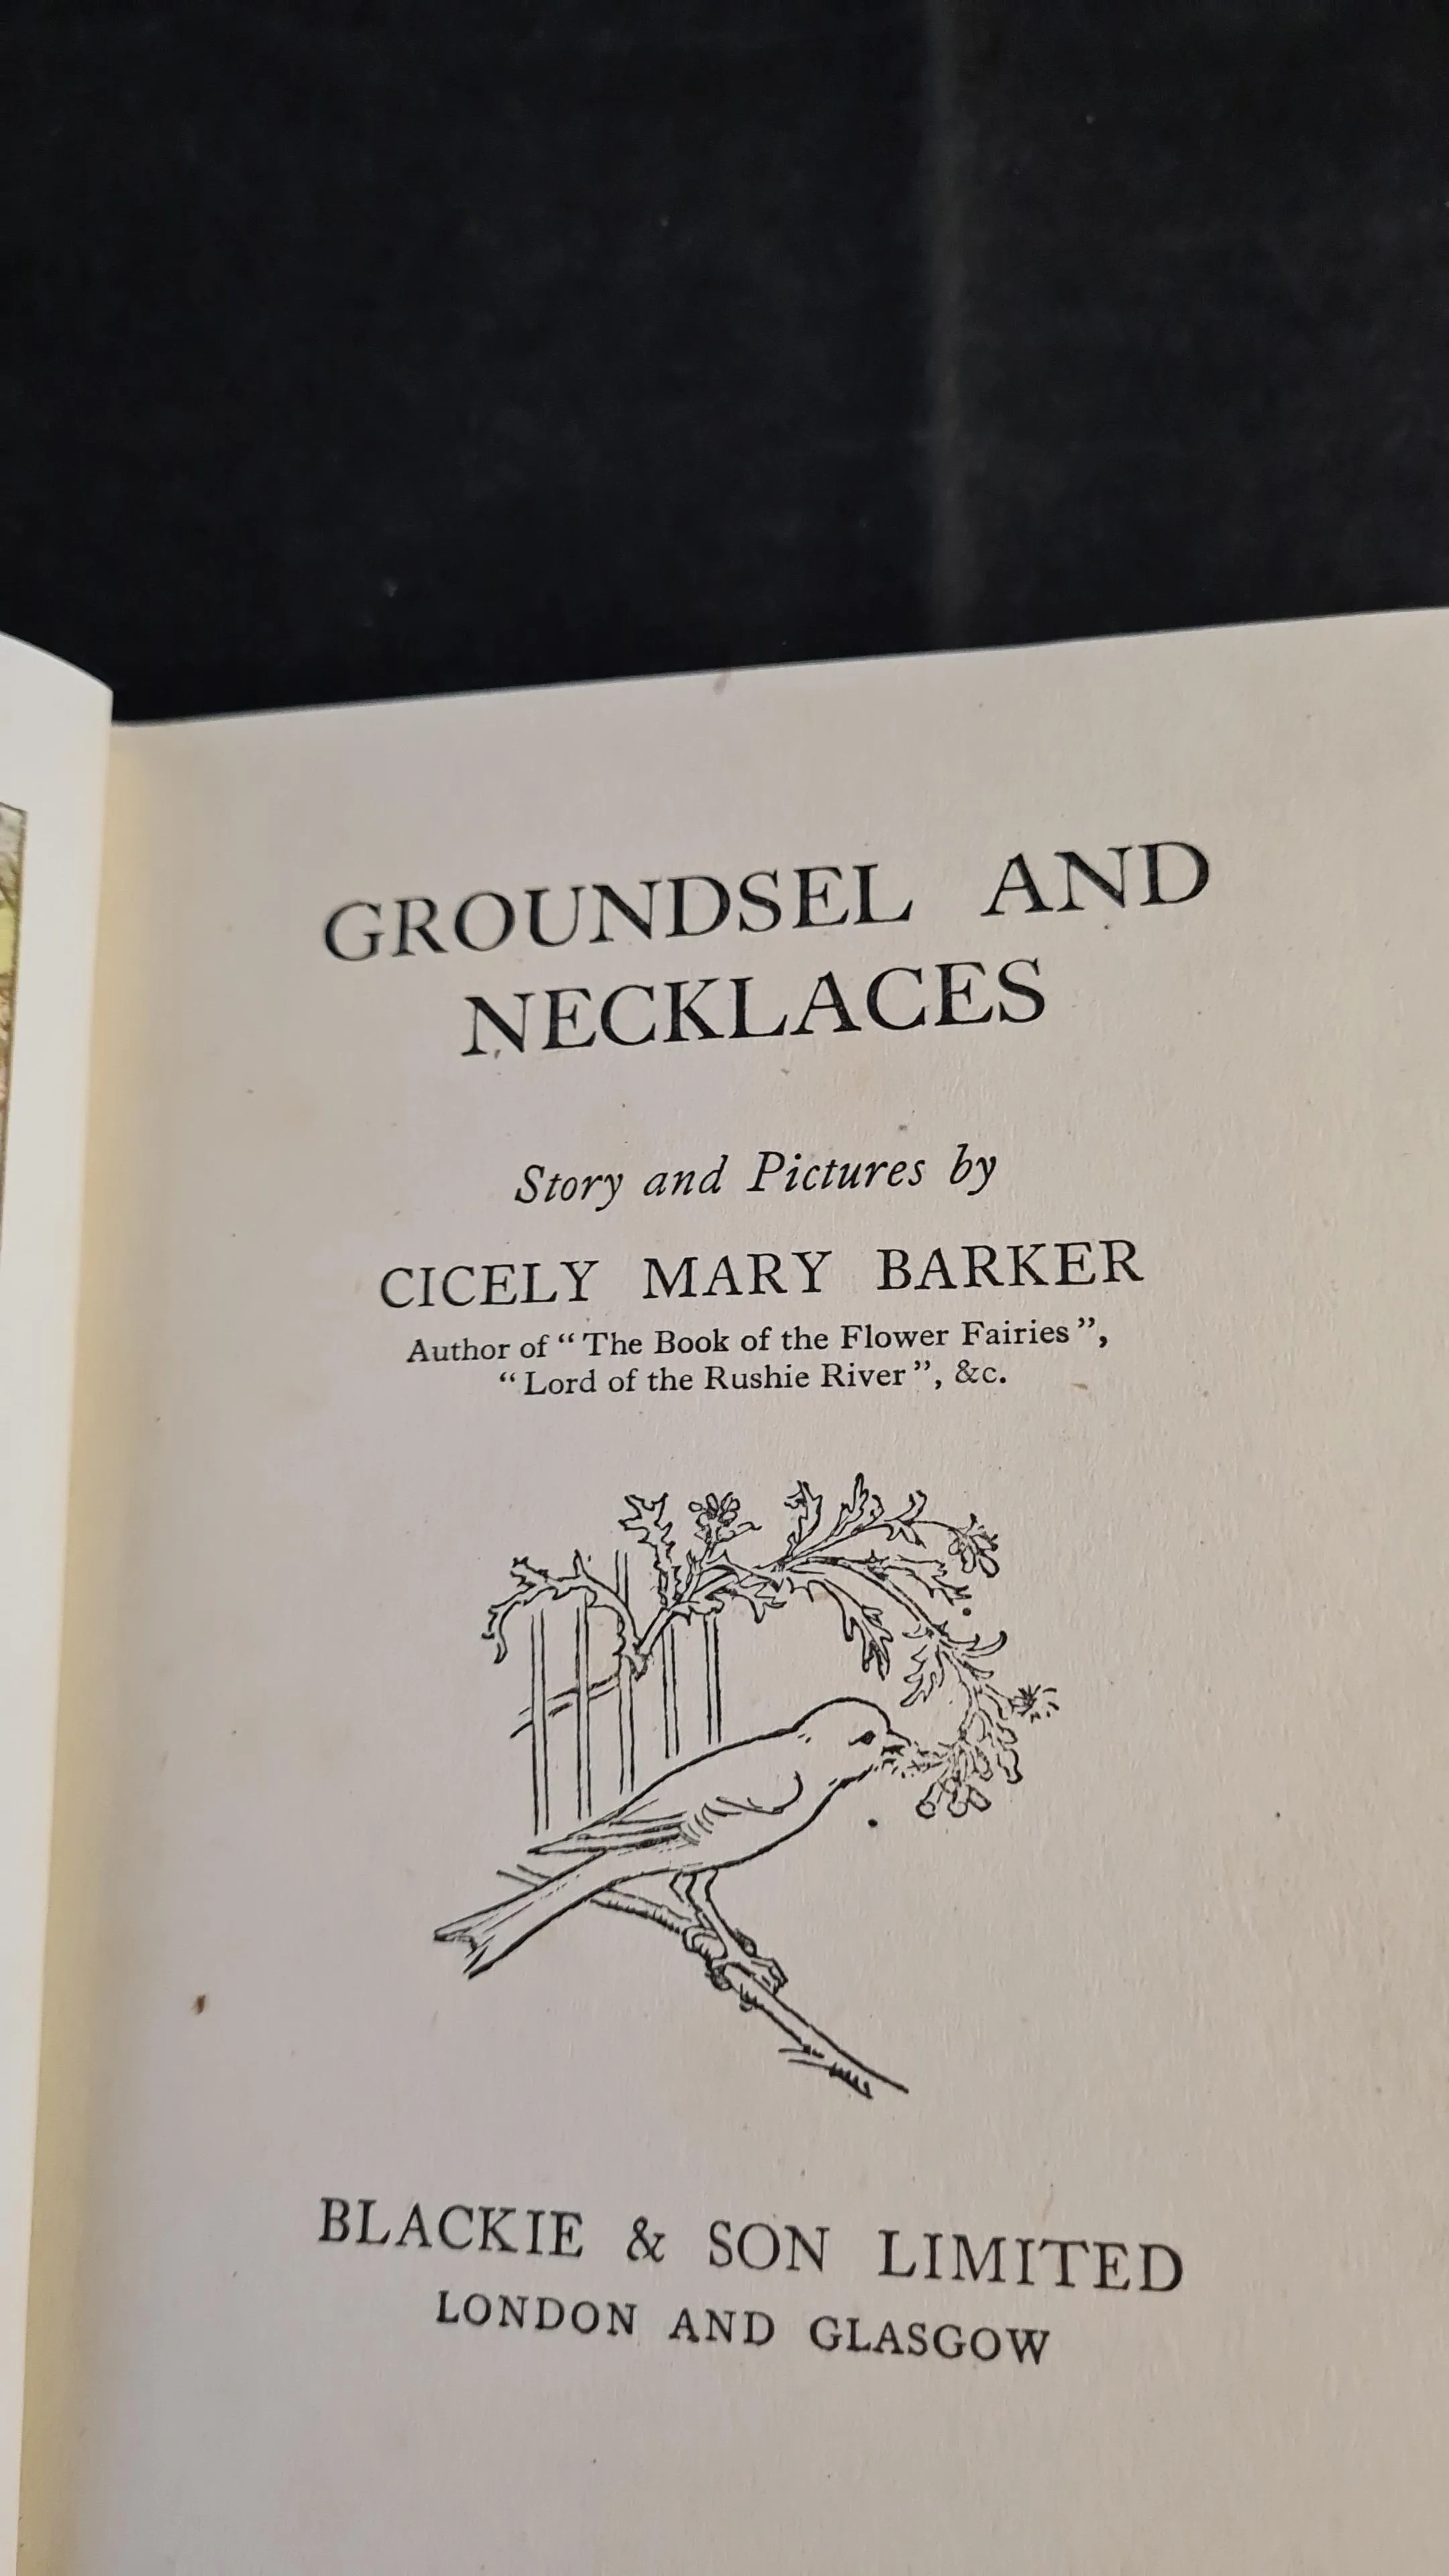 GROUNDSEL AND
NECKLACES
Story and Pictures by
CICELY MARY BARKER
Author of “The Book of the Flower Fairies”,
“Lord of the Rushie River”, &c.
BLACKIE & SON LIMITED
LONDON AND GLASGOW